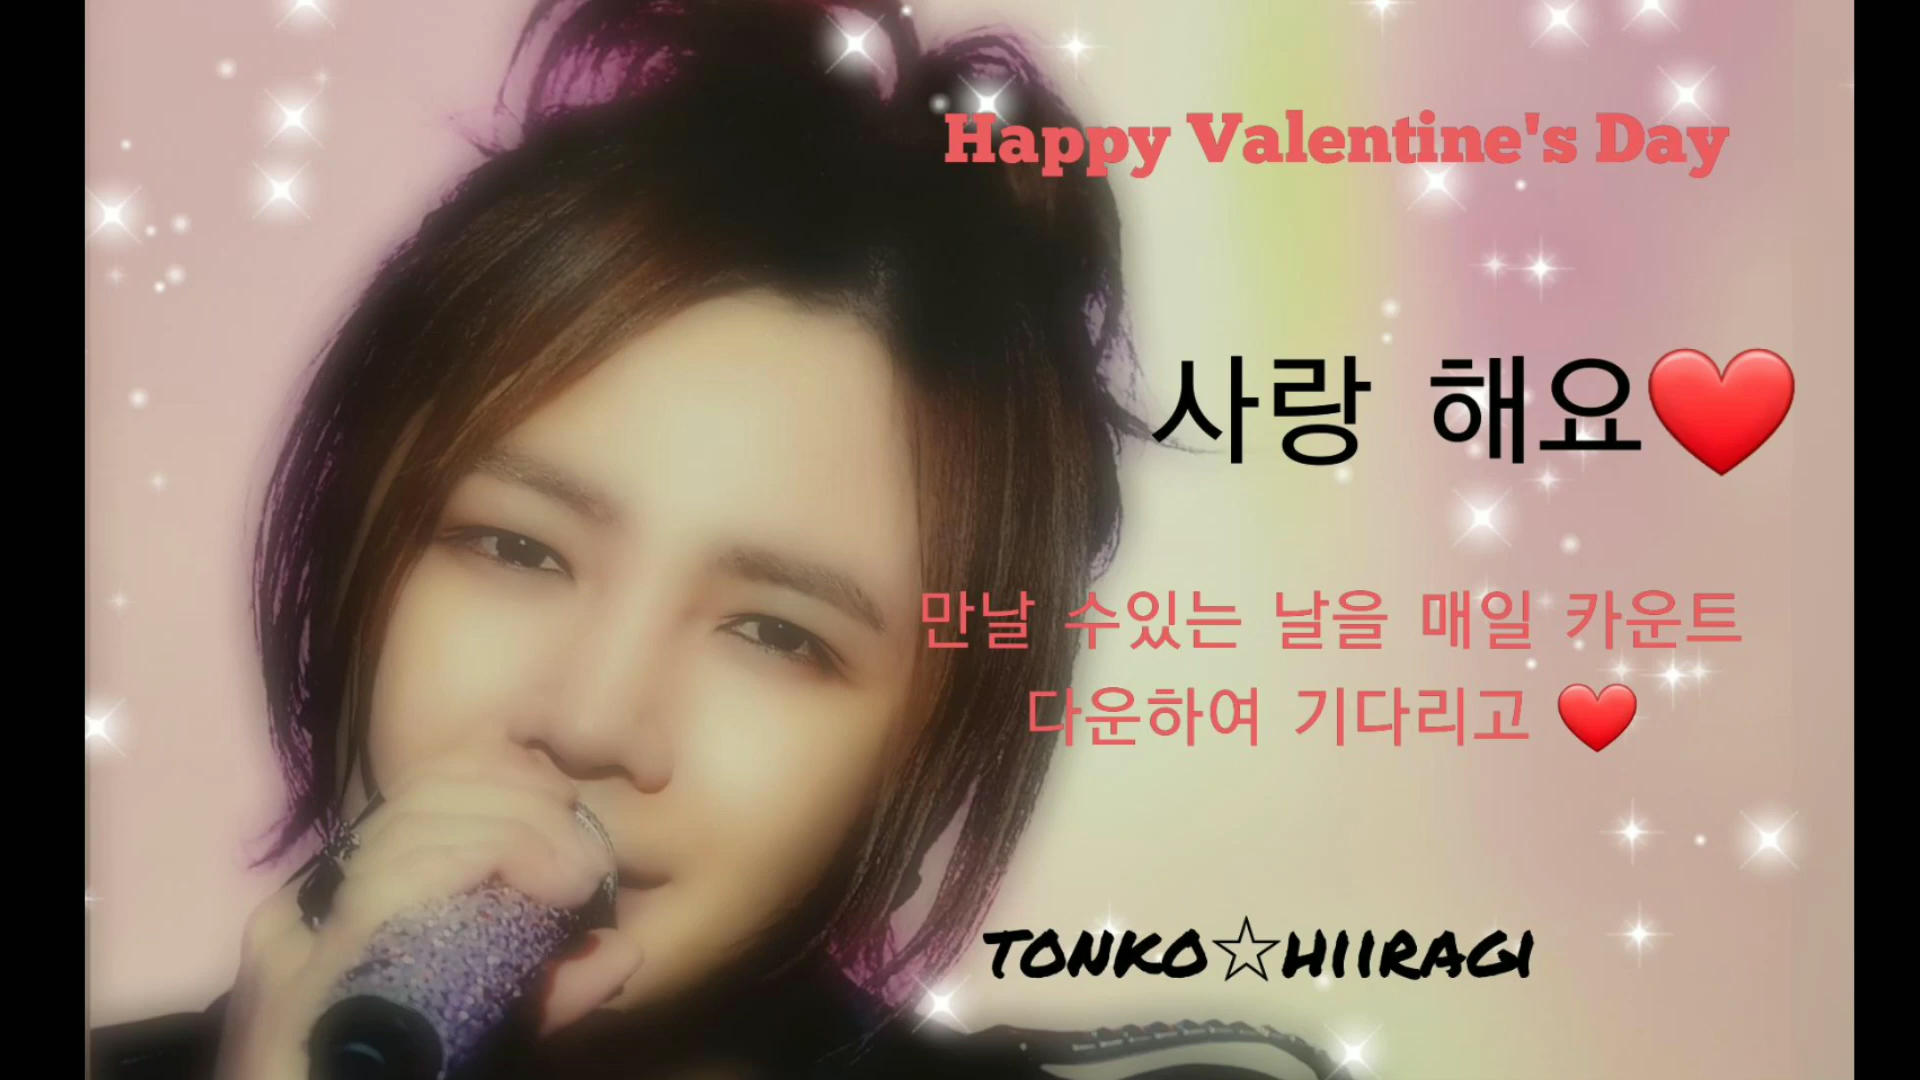 Happy Valentine's Day
사랑 해요❤
만날 수있는 날을 매일 카운트
다운하여 기다리고 ❤
TONKO☆HIIRAGI